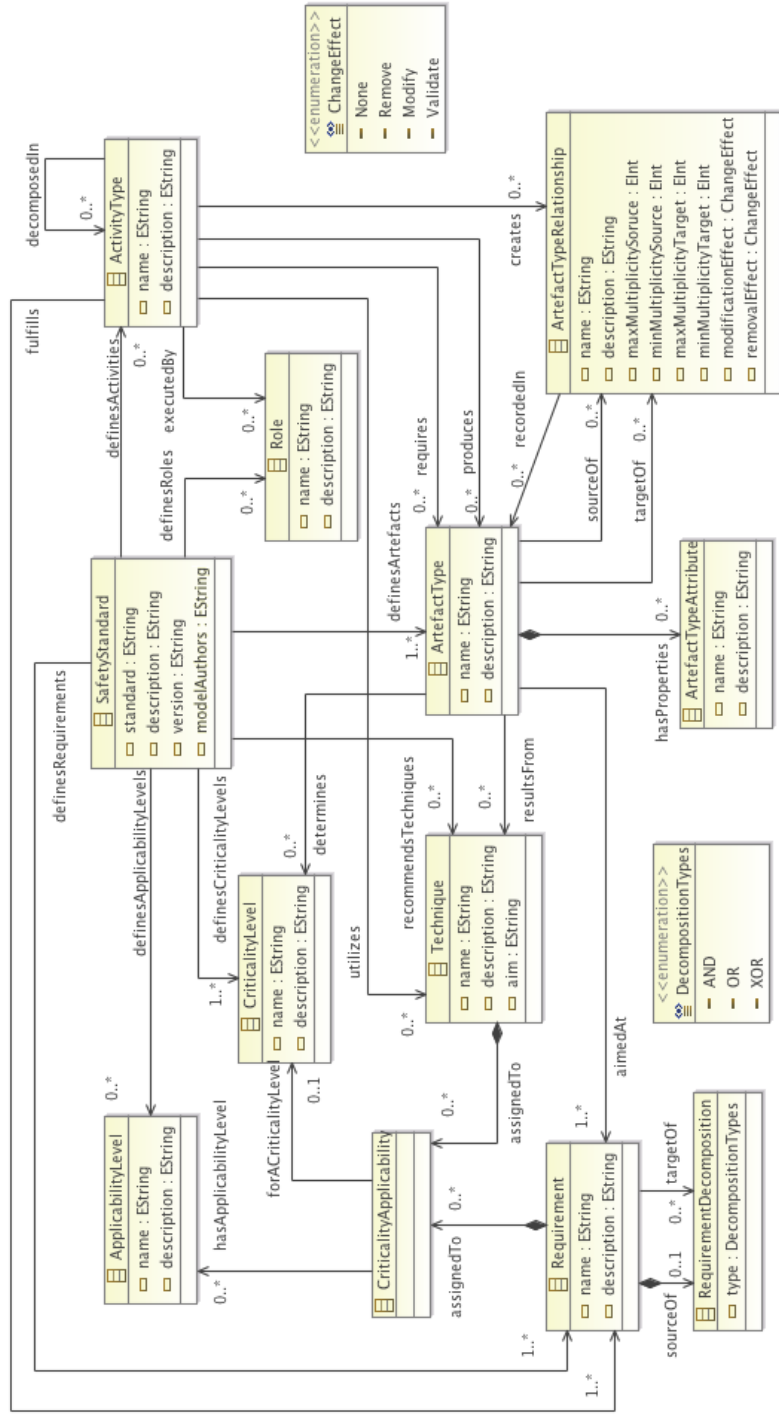 definesRequirements
fulfills
decomposedIn
0..*
ActivityType
name : EString
description : EString
<<enumeration>>
ChangeEffect
None
Remove
Modify
Validate
SafetyStandard
standard : EString
description : EString
version : EString
modelAuthors : EString
definesActivities
0..*
definesRoles
0..*
executedBy
0..*
Role
name : EString
description : EString
definesApplicabilityLevels
0..*
definesCriticalityLevels
1..*
ApplicabilityLevel
name : EString
description : EString
hasApplicabilityLevel
0..*
CriticalityLevel
name : EString
description : EString
forACriticalityLevel
0..1
determines
0..*
utilizes
0..*
definesArtefacts
1..*
requires
0..*
produces
0..*
creates
0..*
recommendsTechniques
0..*
CriticalityApplicability
assignedTo
0..*
assignedTo
0..*
Technique
name : EString
description : EString
aim : EString
resultsFrom
0..*
ArtefactType
name : EString
description : EString
recordedIn
0..*
sourceOf
0..*
targetOf
0..*
ArtefactTypeRelationship
name : EString
description : EString
maxMultiplicitySoruce : EInt
minMultiplicitySource : EInt
maxMultiplicityTarget : EInt
minMultiplicityTarget : EInt
modificationEffect : ChangeEffect
removalEffect : ChangeEffect
1..*
1..*
Requirement
name : EString
description : EString
aimedAt
1..*
hasProperties
0..*
ArtefactTypeAttribute
name : EString
description : EString
sourceOf
0..1
targetOf
0..*
RequirementDecomposition
type : DecompositionTypes
<<enumeration>>
DecompositionTypes
AND
OR
XOR